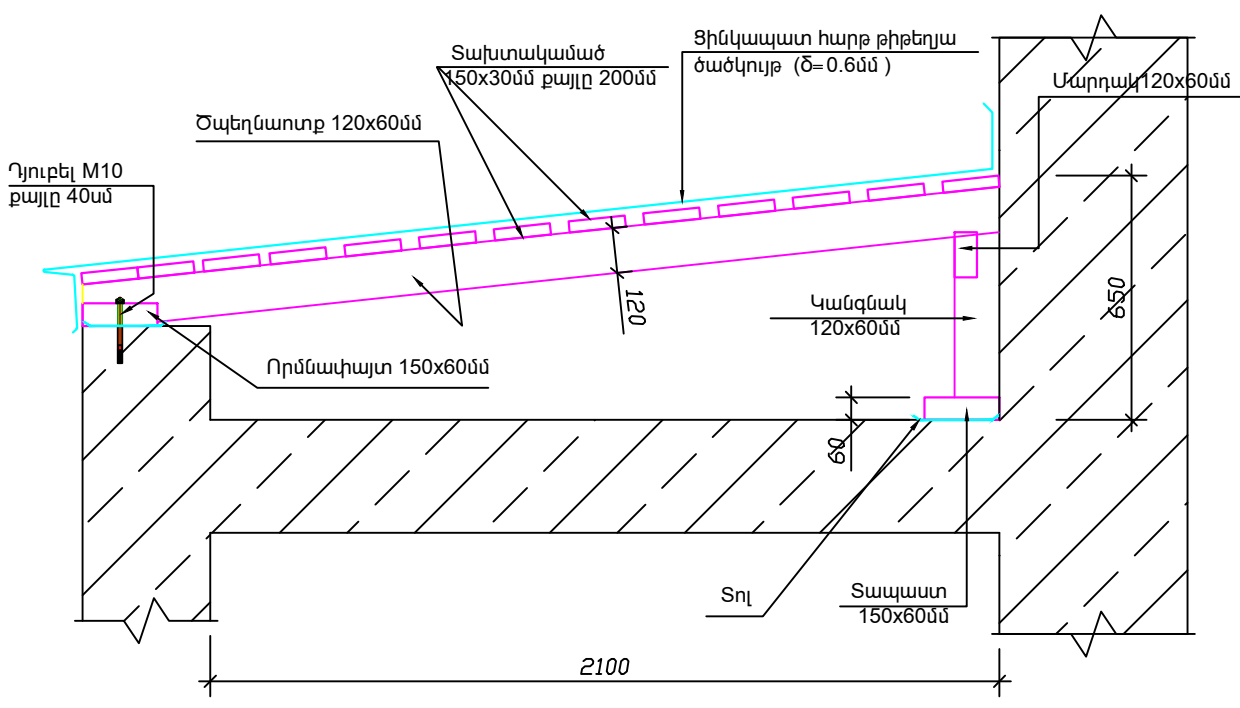 Տախտակամած
150x30մմ քայլը 200մմ
Ցինկապատ հարթ թիթեղյա
ծածկույթ (δ=0.6մմ )
Մարդակ120x60մմ
Ծպեղնաոտք 120x60մմ
Դյուբել M10
քայլը 40սմ
120
Կանգնակ
120x60մմ
650
Որմնափայտ 150x60մմ
60
Տոլ
Տապաստ
150x60մմ
2100